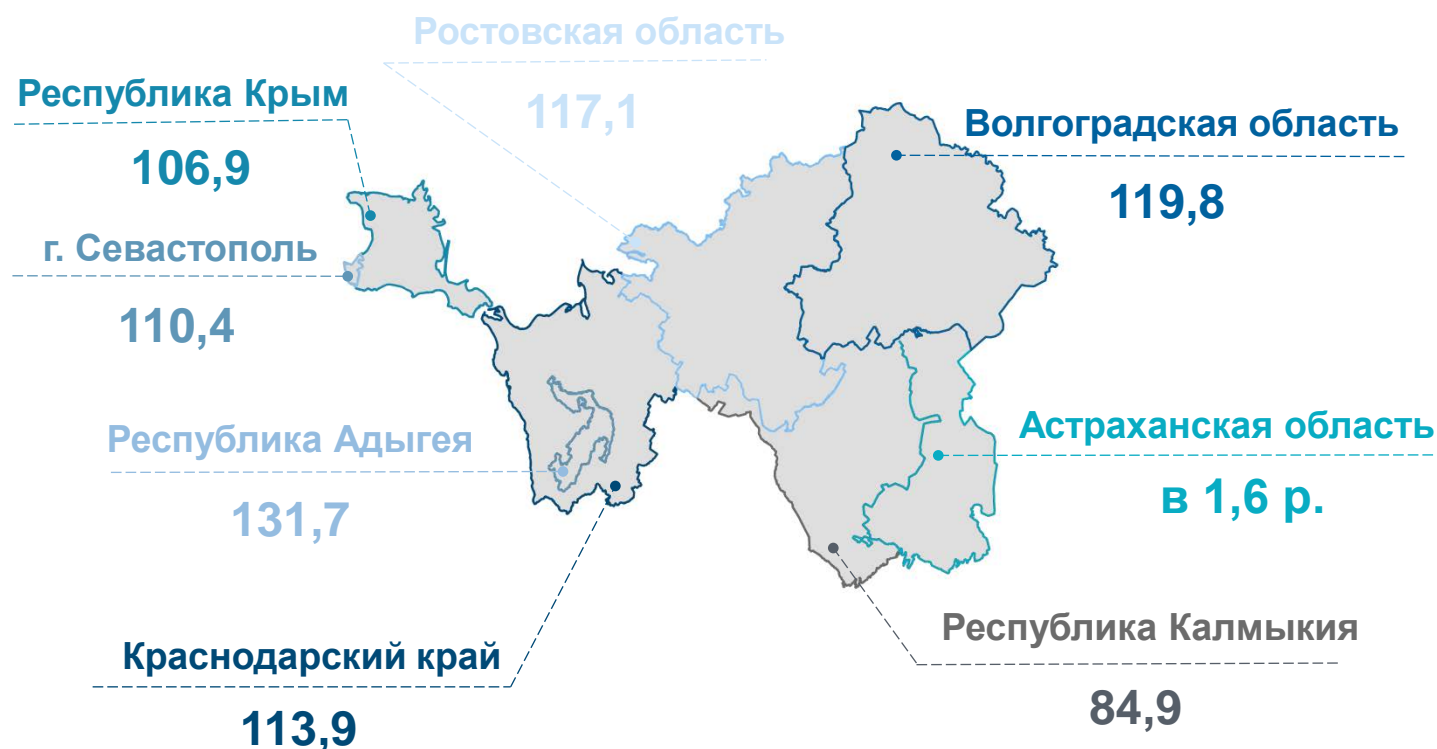 Ростовская область
117,1
Республика Крым
106,9
Волгоградская область
119,8
г. Севастополь
110,4
Республика Адыгея
131,7
Астраханская область
в 1,6 р.
Республика Калмыкия
84,9
Краснодарский край
113,9